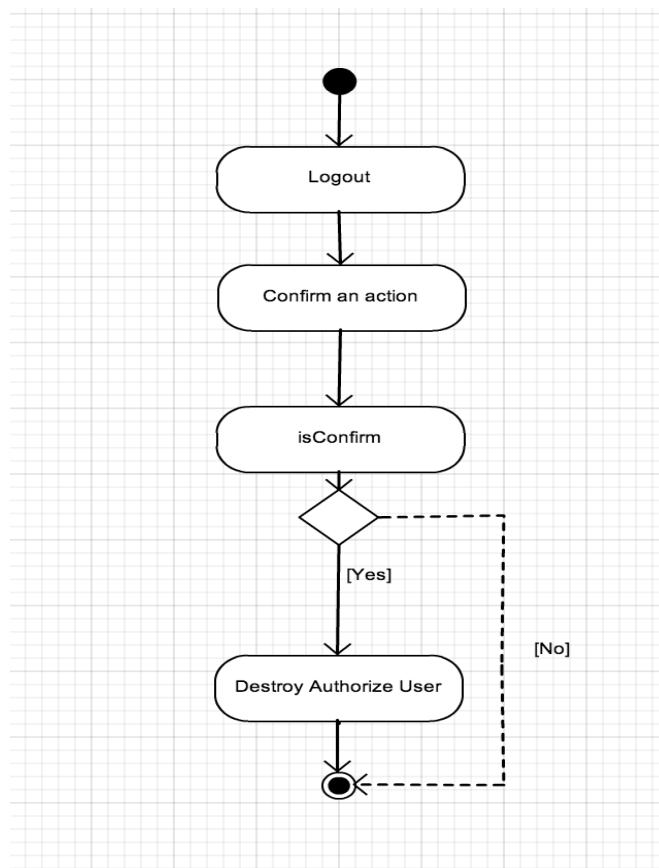 Logout
Confirm an action
isConfirm
[Yes]
[No]
Destroy Authorize User